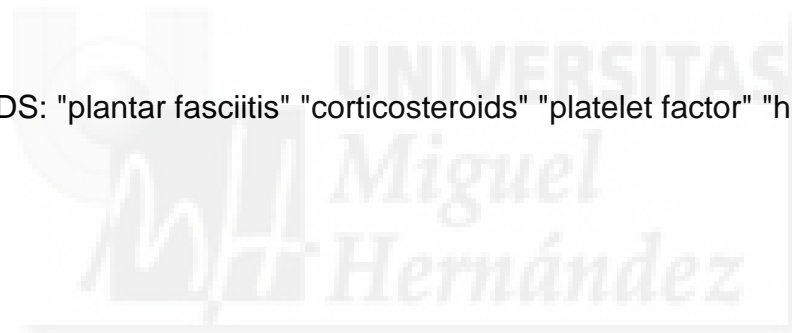 UNIVERSITAS
DS: "plantar fasciitis" "corticosteroids" "platelet factor" "h
Miguel
Hernández